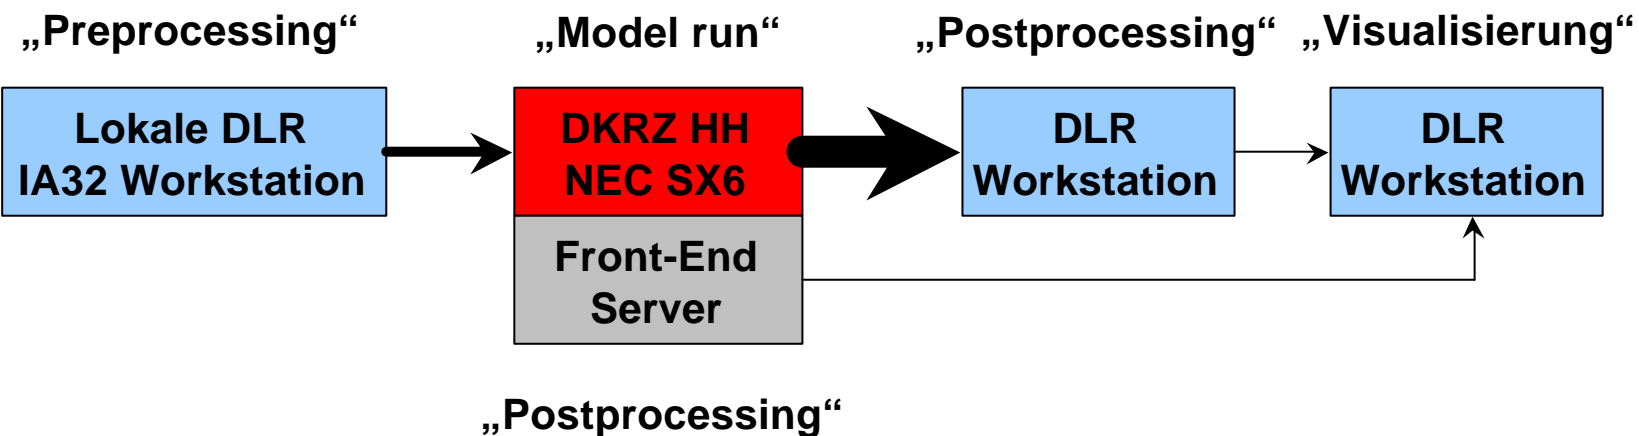 „Preprocessing“
„Model run“
„Postprocessing“
„Visualisierung“
Lokale DLR
IA32 Workstation
DKRZ HH
NEC SX6
DLR
Workstation
DLR
Workstation
Front-End
Server
„Postprocessing“